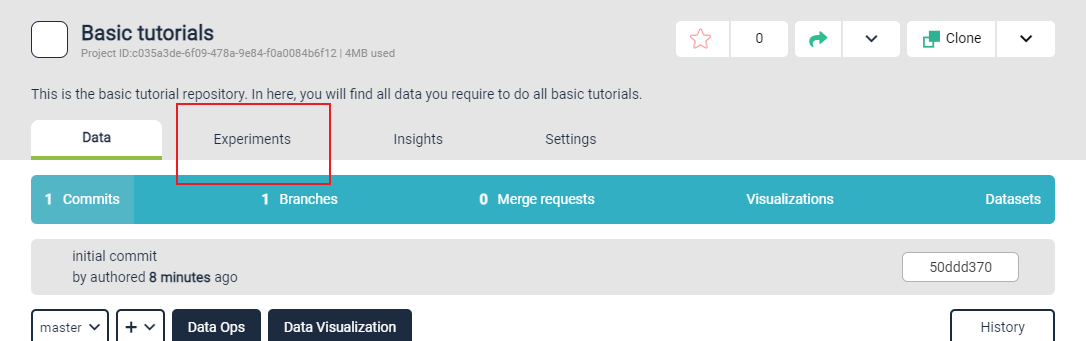 Basic tutorials
Project ID:c035a3de-6f09-478a-9e84-f0a0084b6f12 | 4MB used
0
Clone
This is the basic tutorial repository. In here, you will find all data you require to do all basic tutorials.
Data Experiments Insights Settings
1 Commits 1 Branches 0 Merge requests Visualizations Datasets
initial commit
by authored 8 minutes ago
50ddd370
master + Data Ops Data Visualization History